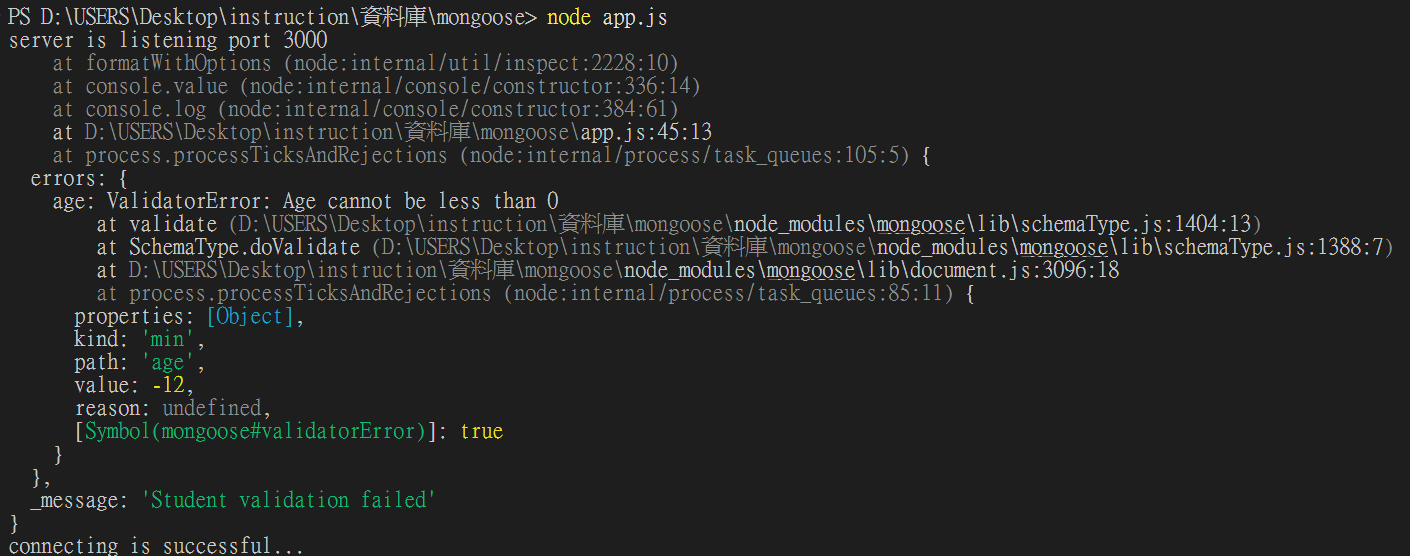 PS D:\USERS\Desktop\instruction\資料庫\mongoose> node app.js
server is listening port 3000
    at formatWithOptions (node:internal/util/inspect:2228:10)
    at console.value (node:internal/console/constructor:336:14)
    at console.log (node:internal/console/constructor:384:61)
    at D:\USERS\Desktop\instruction\資料庫\mongoose\app.js:45:13
    at process.processTicksAndRejections (node:internal/process/task_queues:105:5) {
  errors: {
    age: ValidatorError: Age cannot be less than 0
        at validate (D:\USERS\Desktop\instruction\資料庫\mongoose\node_modules\mongoose\lib\schemaType.js:1404:13)
        at SchemaType.doValidate (D:\USERS\Desktop\instruction\資料庫\mongoose\node_modules\mongoose\lib\schemaType.js:1388:7)
        at D:\USERS\Desktop\instruction\資料庫\mongoose\node_modules\mongoose\lib\document.js:3096:18
        at process.processTicksAndRejections (node:internal/process/task_queues:85:11) {
      properties: [Object],
      kind: 'min',
      path: 'age',
      value: -12,
      reason: undefined,
      [Symbol(mongoose#validatorError)]: true
    }
  },
  _message: 'Student validation failed'
}
connecting is successful...